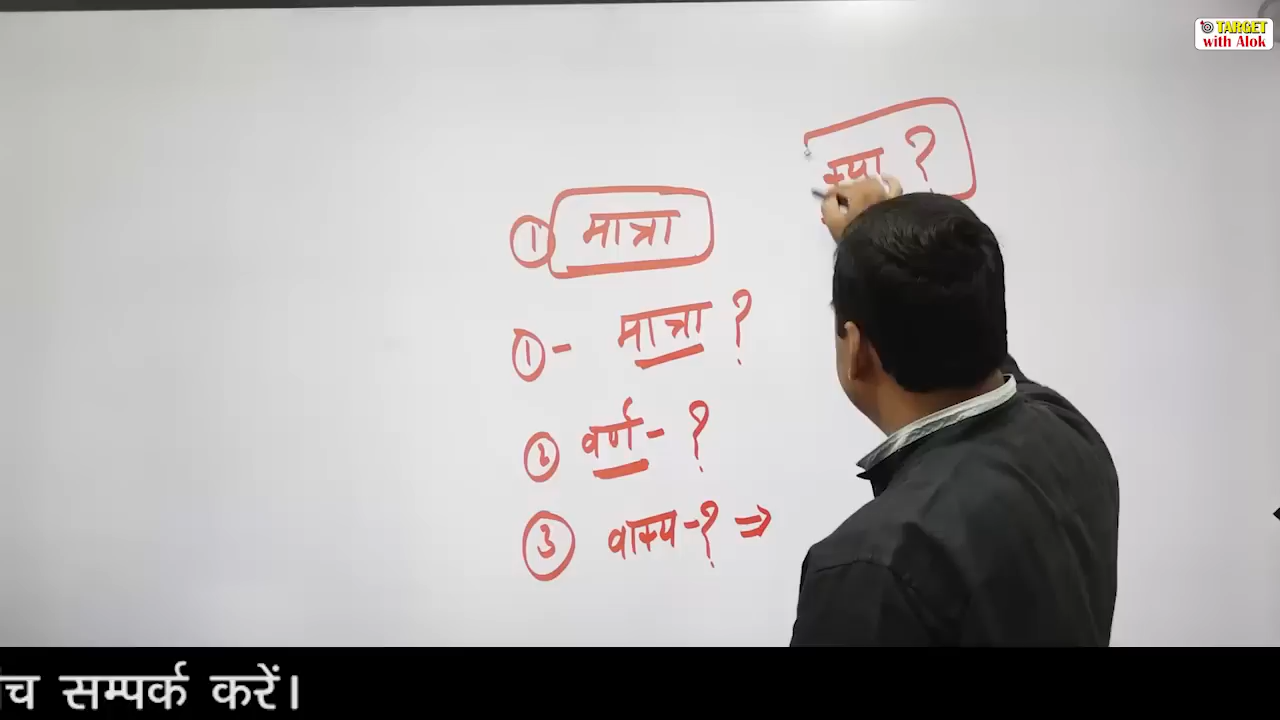 TARGET
with Alok
क्या ?
① मात्रा
① - मात्रा ?
② वर्ण - ?
③ वाक्य - ? ⇒
च सम्पर्क करें।